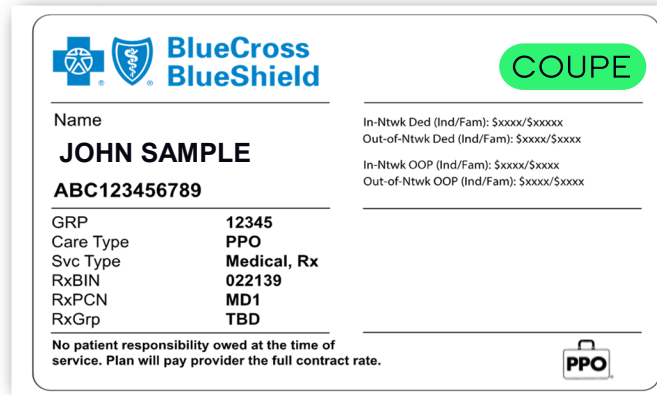 BlueCross
BlueShield
COUPE
Name
JOHN SAMPLE
ABC123456789
In-Ntwk Ded (Ind/Fam): $xxxx/$xxxxx
Out-of-Ntwk Ded (Ind/Fam): $xxxx/$xxxx
In-Ntwk OOP (Ind/Fam): $xxxx/$xxxx
Out-of-Ntwk OOP (Ind/Fam): $xxxx/$xxxx
GRP 12345
Care Type PPO
Svc Type Medical, Rx
RxBIN 022139
RxPCN MD1
RxGrp TBD
No patient responsibility owed at the time of
service. Plan will pay provider the full contract rate.
PPO